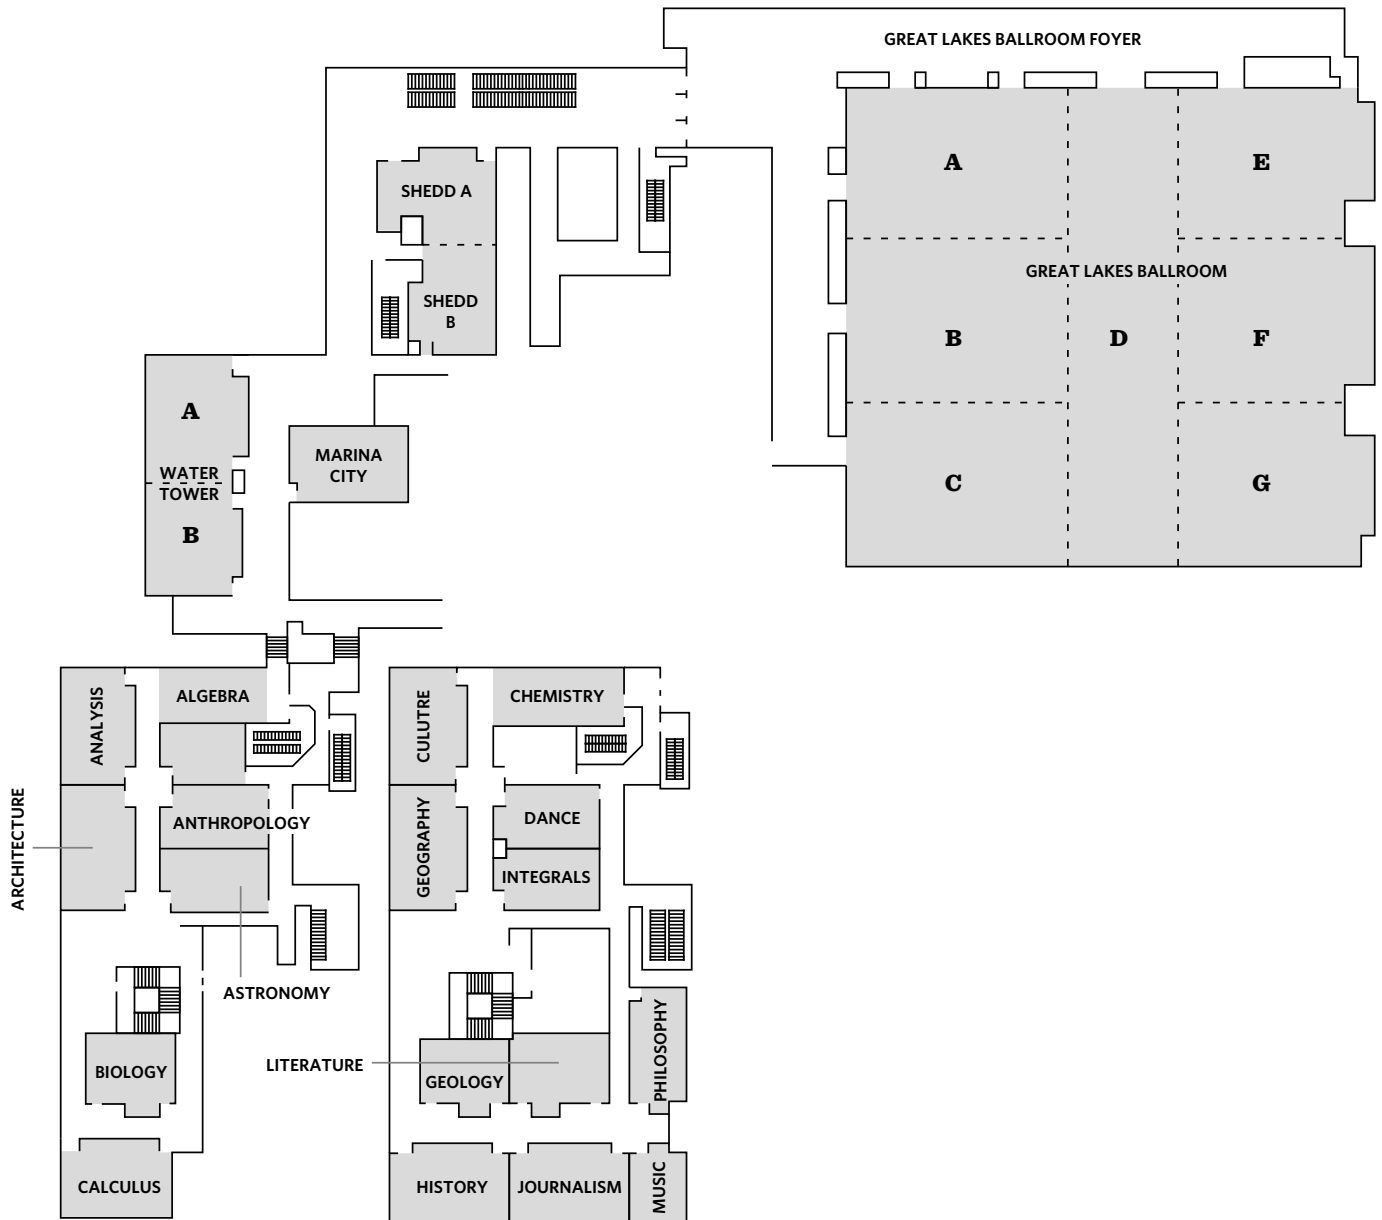 GREAT LAKES BALLROOM FOYER
A
E
SHEDD A
GREAT LAKES BALLROOM
SHEDD
B
B
D
F
A
MARINA
CITY
WATER
TOWER
C
G
B
ANALYSIS
ALGEBRA
CULUTRE
CHEMISTRY
ARCHITECTURE
ANTHROPOLOGY
GEOGRAPHY
DANCE
INTEGRALS
ASTRONOMY
BIOLOGY
LITERATURE
GEOLOGY
PHILOSOPHY
CALCULUS
HISTORY
JOURNALISM
MUSIC